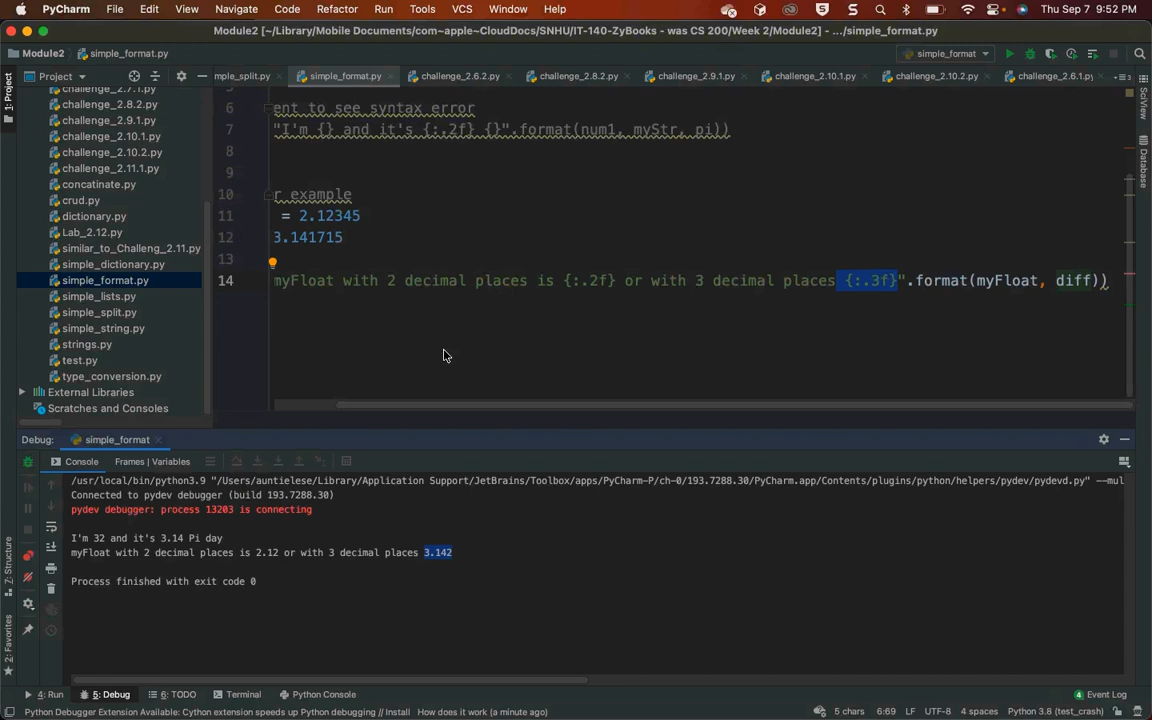 PyCharm File Edit View Navigate Code Refactor Run Tools VCS Window Help Thu Sep 7 9:52 PM
Module2 [~/Library/Mobile Documents/com~apple~CloudDocs/SNHU/IT-140-ZyBooks - was CS 200/Week 2/Module2] - .../simple_format.py
Module2 simple_format.py simple_format
Project mple_split.py simple_format.py challenge_2.6.2.py challenge_2.8.2.py challenge_2.9.1.py challenge_2.10.1.py challenge_2.10.2.py challenge_2.6.1.py
1: Project
SciView
Database
challenge_2.7.1.py
challenge_2.8.2.py
challenge_2.9.1.py
challenge_2.10.1.py
challenge_2.10.2.py
challenge_2.11.1.py
concatinate.py
crud.py
dictionary.py
Lab_2.12.py
similar_to_Challeng_2.11.py
simple_dictionary.py
simple_format.py
simple_lists.py
simple_split.py
simple_string.py
strings.py
test.py
type_conversion.py
External Libraries
Scratches and Consoles
6 ent to see syntax error
7 "I'm {} and it's {:.2f} {}".format(num1, myStr, pi))
8
9
10 r example
11 = 2.12345
12 3.141715
13
14 myFloat with 2 decimal places is {:.2f} or with 3 decimal places {:.3f}".format(myFloat, diff))
Debug: simple_format
Console Frames | Variables
/usr/local/bin/python3.9 "/Users/auntielese/Library/Application Support/JetBrains/Toolbox/apps/PyCharm-P/ch-0/193.7288.30/PyCharm.app/Contents/plugins/python/helpers/pydev/pydevd.py" --mul
Connected to pydev debugger (build 193.7288.30)
pydev debugger: process 13203 is connecting
I'm 32 and it's 3.14 Pi day
myFloat with 2 decimal places is 2.12 or with 3 decimal places 3.142
Process finished with exit code 0
Z: Structure
2: Favorites
4: Run 5: Debug 6: TODO Terminal Python Console 4 Event Log
Python Debugger Extension Available: Cython extension speeds up Python debugging // Install How does it work (a minute ago) 5 chars 6:69 LF UTF-8 4 spaces Python 3.8 (test_crash)